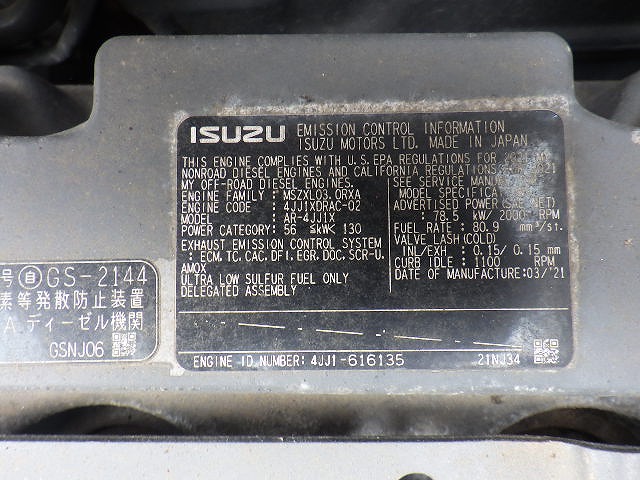 ISUZU EMISSION CONTROL INFORMATION
ISUZU MOTORS LTD. MADE IN JAPAN
THIS ENGINE COMPLIES WITH U.S. EPA REGULATIONS FOR
NONROAD DIESEL ENGINES AND CALIFORNIA REGULATIONS
MY OFF-ROAD DIESEL ENGINES.
ENGINE FAMILY : MSZXL03.0RXA
ENGINE CODE : 4JJ1XDRAC-02
MODEL : AR-4JJ1X
POWER CATEGORY: 56 ≤kW< 130
EXHAUST EMISSION CONTROL SYSTEM
: ECM, TC, CAC, DFI, EGR, DOC, SCR-U,
AMOX
ULTRA LOW SULFUR FUEL ONLY
DELEGATED ASSEMBLY
SEE SERVICE
MODEL
ADVERTISED POWER (SAE NET)
: 78.5 kW/ 2000 RPM
FUEL RATE : 80.9 mm³/st.
VALVE LASH (COLD)
INL/EXH : 0.15/ 0.15 mm
CURB IDLE : 1100 RPM
DATE OF MANUFACTURE: 03/'21
ENGINE ID NUMBER: 4JJ1-616135 21NJ34
号 自 GS-2144
素等発散防止装置
A ディーゼル機関
GSNJ06